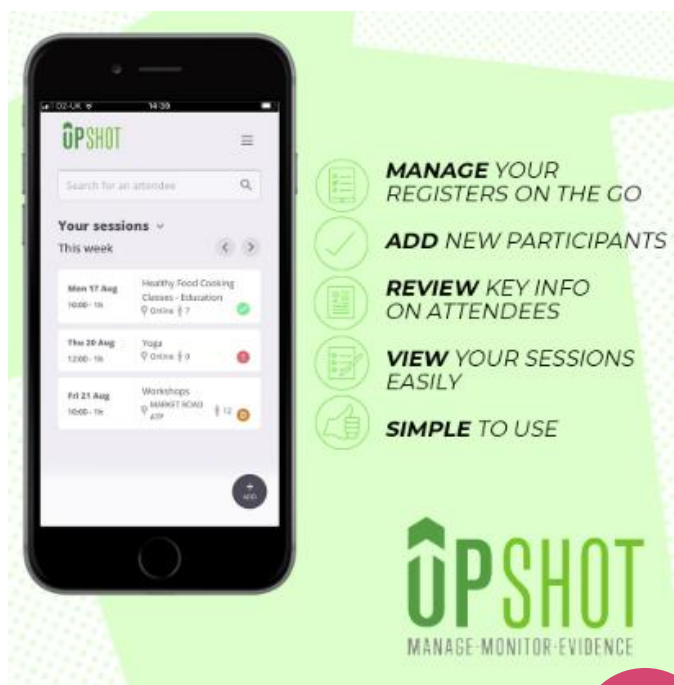 O2-UK 14:39
UPSHOT
Search for an attendee
Your sessions
This week
Mon 17 Aug
10:00 - 1h
Healthy Food Cooking
Classes - Education
Online 7
Thu 20 Aug
12:00 - 1h
Yoga
Online 0
Fri 21 Aug
10:00 - 1h
Workshops
MARKET ROAD
ATP
12
+
ADD
MANAGE YOUR
REGISTERS ON THE GO
ADD NEW PARTICIPANTS
REVIEW KEY INFO
ON ATTENDEES
VIEW YOUR SESSIONS
EASILY
SIMPLE TO USE
UPSHOT
MANAGE·MONITOR·EVIDENCE